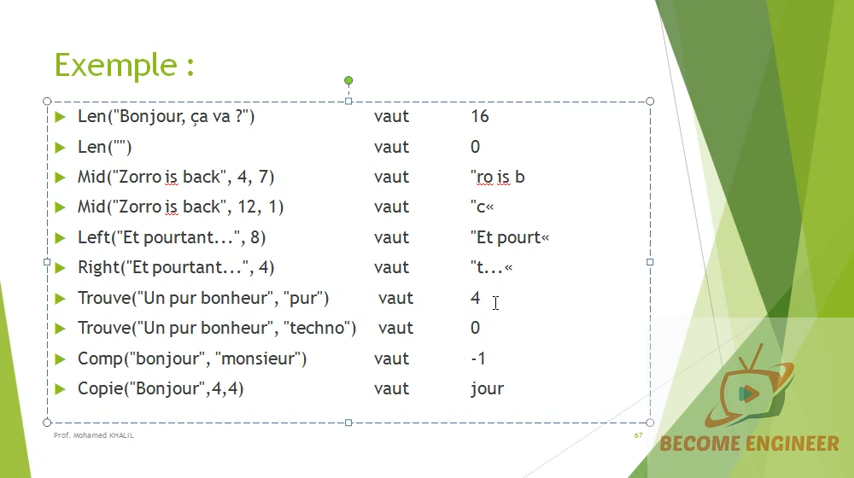 Exemple :
Len("Bonjour, ça va ?") vaut 16
Len("") vaut 0
Mid("Zorro is back", 4, 7) vaut "ro is b
Mid("Zorro is back", 12, 1) vaut "c«
Left("Et pourtant…", 8) vaut "Et pourt«
Right("Et pourtant…", 4) vaut "t…«
Trouve("Un pur bonheur", "pur") vaut 4
Trouve("Un pur bonheur", "techno") vaut 0
Comp("bonjour", "monsieur") vaut -1
Copie("Bonjour",4,4) vaut jour
Prof. Mohamed KHALIL 67
BECOME ENGINEER